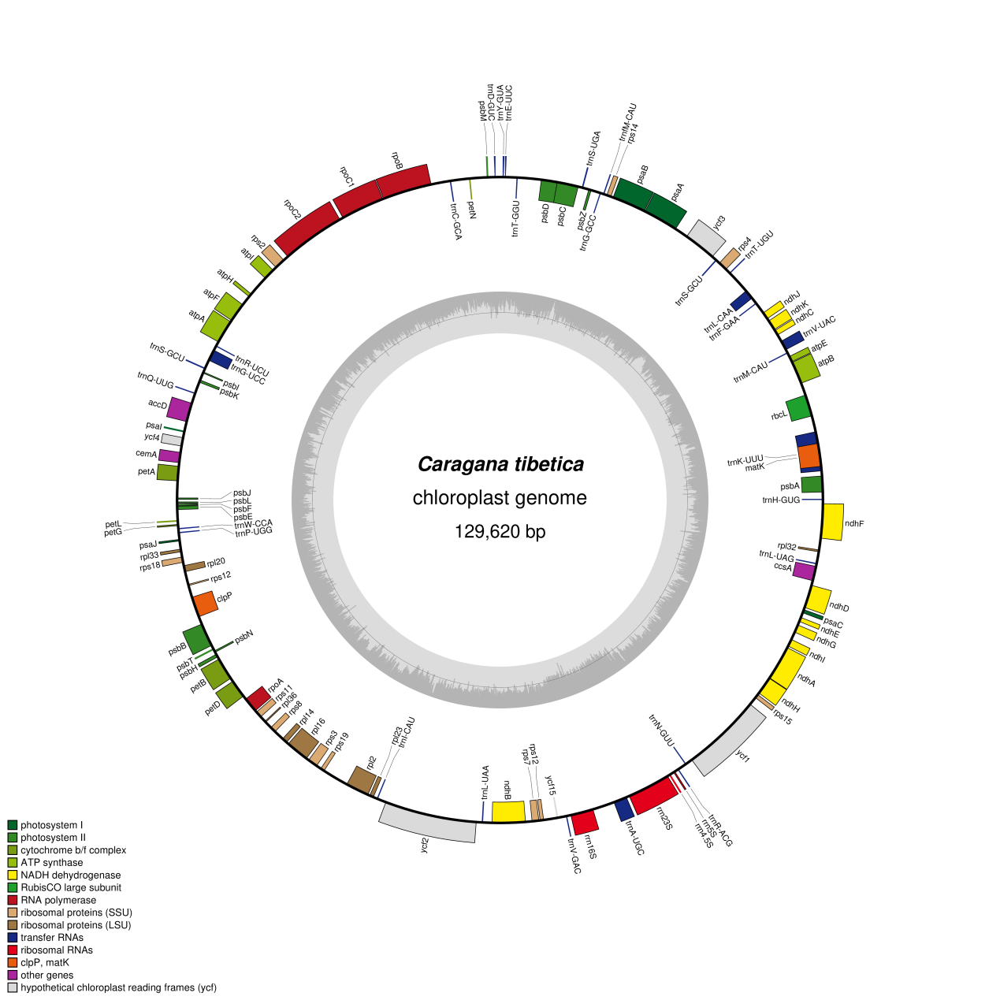 Caragana tibetica
chloroplast genome
129,620 bp
psbM
trnD-GUC
trnY-GUA
trnE-UUC
trnT-GGU
psbD
psbC
trnS-UGA
psbZ
trnG-GCC
trnfM-CAU
rps14
psaB
psaA
ycf3
trnS-GCU
rps4
trnT-UGU
trnL-CAA
trnF-GAA
ndhJ
ndhK
ndhC
trnV-UAC
trnM-CAU
atpE
atpB
rbcL
trnK-UUU
matK
psbA
trnH-GUG
ndhF
rpl32
trnL-UAG
ccsA
ndhD
psaC
ndhE
ndhG
ndhI
ndhA
ndhH
rps15
ycf1
trnN-GUU
trnR-ACG
rrn5S
rrn4.5S
rrn23S
trnA-UGC
rrn16S
trnV-GAC
ycf15
rps12
rps7
ndhB
trnL-UAA
ycf2
trnI-CAU
rpl23
rpl2
rps19
rps3
rpl16
rpl14
rps8
rpl36
rps11
rpoA
petD
petB
psbH
psbT
psbN
psbB
clpP
rps12
rpl20
rps18
rpl33
psaJ
trnP-UGG
trnW-CCA
petG
petL
psbE
psbF
psbL
psbJ
petA
cemA
ycf4
psaI
accD
trnQ-UUG
psbK
psbI
trnS-GCU
trnG-UCC
trnR-UCU
atpA
atpF
atpH
atpI
rps2
rpoC2
rpoC1
rpoB
trnC-GCA
petN
photosystem I
photosystem II
cytochrome b/f complex
ATP synthase
NADH dehydrogenase
RubisCO large subunit
RNA polymerase
ribosomal proteins (SSU)
ribosomal proteins (LSU)
transfer RNAs
ribosomal RNAs
clpP, matK
other genes
hypothetical chloroplast reading frames (ycf)